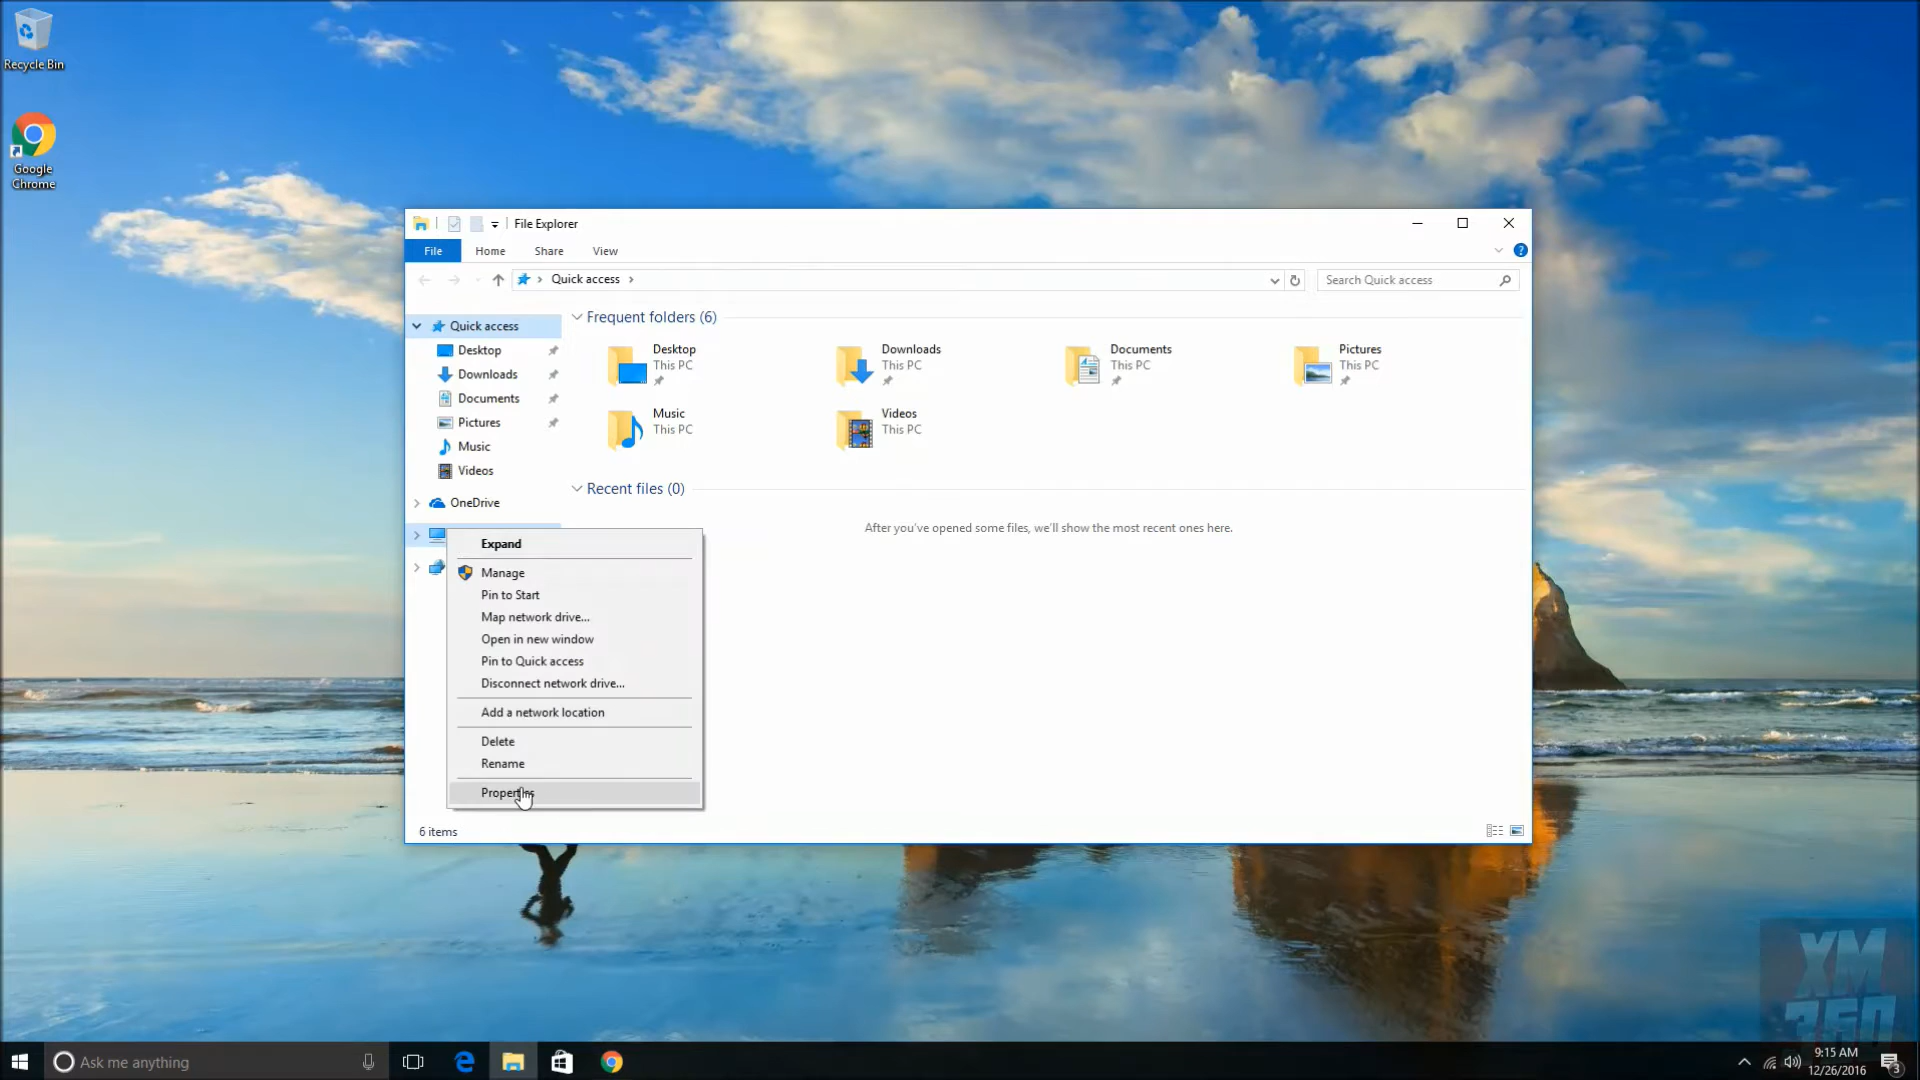 Recycle Bin
Google
Chrome
File Explorer
File
Home
Share
View
Quick access
Search Quick access
Quick access
Desktop
Downloads
Documents
Pictures
Music
Videos
OneDrive
Frequent folders (6)
Desktop
This PC
Downloads
This PC
Documents
This PC
Pictures
This PC
Music
This PC
Videos
This PC
Recent files (0)
After you've opened some files, we'll show the most recent ones here.
Expand
Manage
Pin to Start
Map network drive...
Open in new window
Pin to Quick access
Disconnect network drive...
Add a network location
Delete
Rename
Properties
6 items
XM
360
Ask me anything
9:15 AM
12/26/2016
3